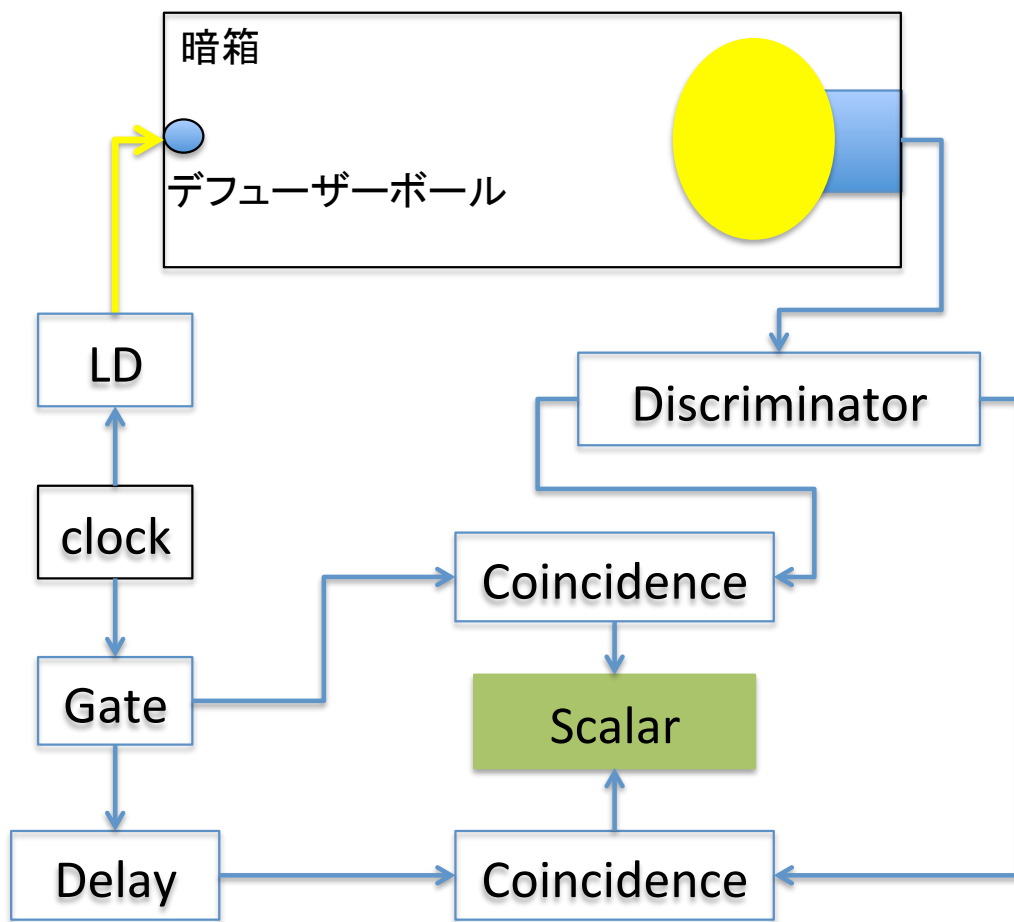 暗箱
デフューザーボール
LD
Discriminator
clock
Coincidence
Gate
Scalar
Delay
Coincidence